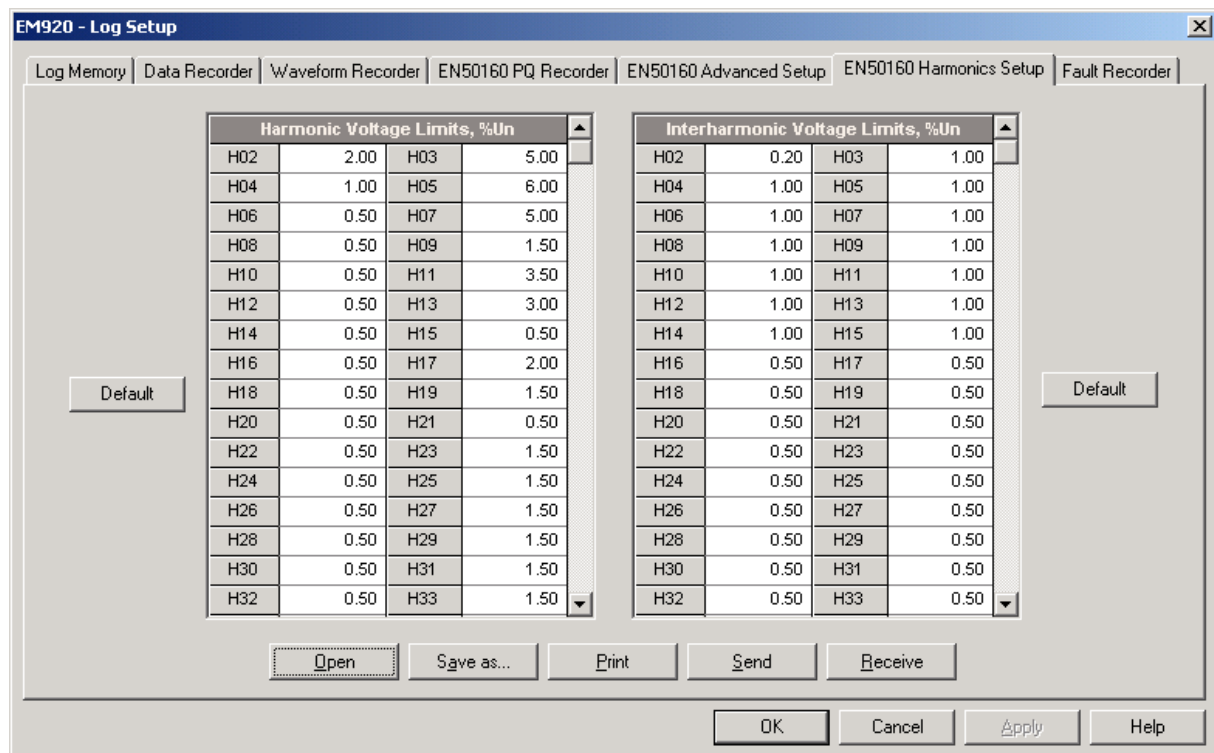 EM920 - Log Setup
Log Memory Data Recorder Waveform Recorder EN50160 PQ Recorder EN50160 Advanced Setup EN50160 Harmonics Setup Fault Recorder
Harmonic Voltage Limits, %Un Interharmonic Voltage Limits, %Un
H02 2.00 H03 5.00 H02 0.20 H03 1.00
H04 1.00 H05 6.00 H04 1.00 H05 1.00
H06 0.50 H07 5.00 H06 1.00 H07 1.00
H08 0.50 H09 1.50 H08 1.00 H09 1.00
H10 0.50 H11 3.50 H10 1.00 H11 1.00
H12 0.50 H13 3.00 H12 1.00 H13 1.00
H14 0.50 H15 0.50 H14 1.00 H15 1.00
H16 0.50 H17 2.00 H16 0.50 H17 0.50
Default H18 0.50 H19 1.50 H18 0.50 H19 0.50 Default
H20 0.50 H21 0.50 H20 0.50 H21 0.50
H22 0.50 H23 1.50 H22 0.50 H23 0.50
H24 0.50 H25 1.50 H24 0.50 H25 0.50
H26 0.50 H27 1.50 H26 0.50 H27 0.50
H28 0.50 H29 1.50 H28 0.50 H29 0.50
H30 0.50 H31 1.50 H30 0.50 H31 0.50
H32 0.50 H33 1.50 H32 0.50 H33 0.50
Open Save as... Print Send Receive
OK Cancel Apply Help